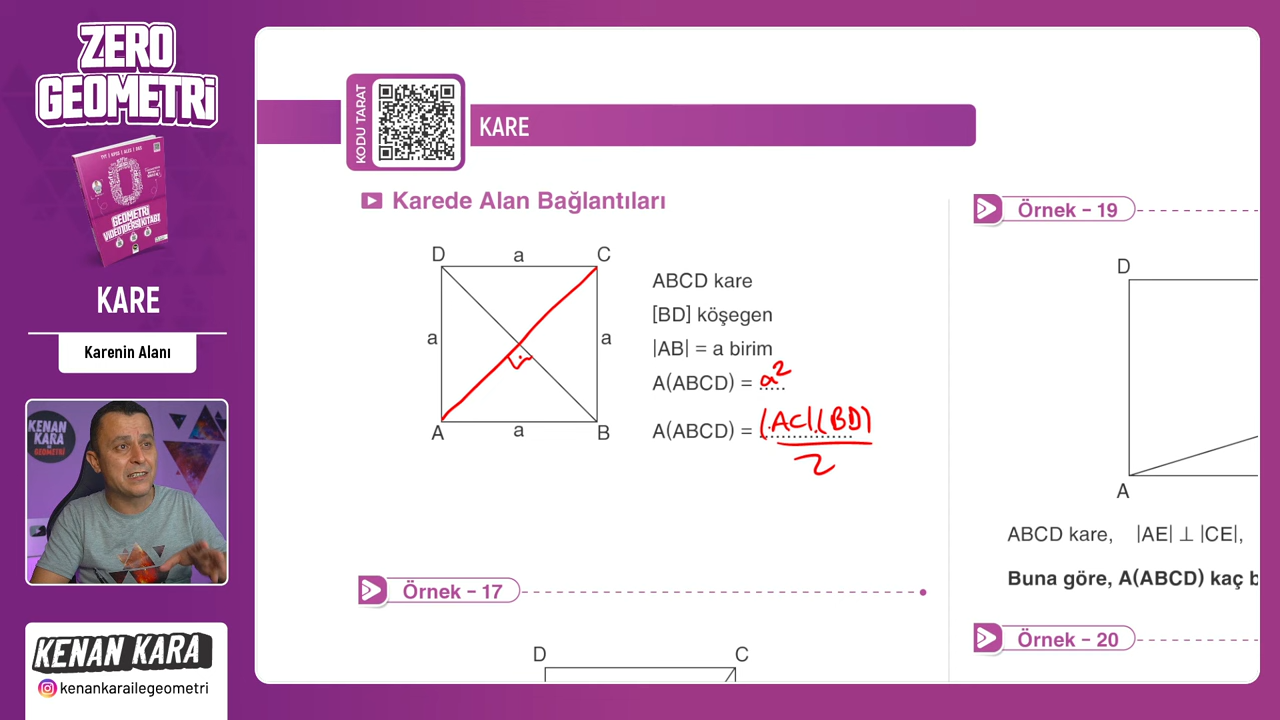 ZERO
GEOMETRİ
GEOMETRİ
VİDEO DERS KİTABI
KARE
Karenin Alanı
KENAN
KARA
KENAN KARA
kenankarailegeometri
KODU TARAT
KARE
Karede Alan Bağlantıları
D a C
a a
A a B
ABCD kare
[BD] köşegen
|AB| = a birim
A(ABCD) = a²
A(ABCD) = |AC|.|BD|
2
Örnek – 17
D C
Örnek – 19
D
A
ABCD kare, |AE| ⊥ |CE|,
Buna göre, A(ABCD) kaç b
Örnek – 20